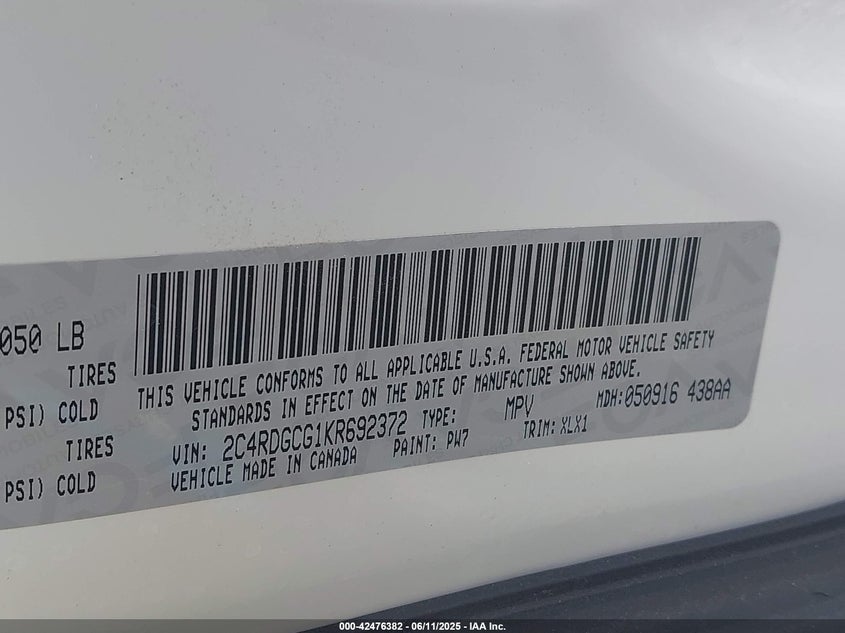 050 LB
TIRES
PSI) COLD
TIRES
PSI) COLD
THIS VEHICLE CONFORMS TO ALL APPLICABLE U.S.A. FEDERAL MOTOR VEHICLE SAFETY
STANDARDS IN EFFECT ON THE DATE OF MANUFACTURE SHOWN ABOVE.
VIN: 2C4RDGCG1KR692372 TYPE: MPV MDH:050916 438AA
VEHICLE MADE IN CANADA PAINT: PW7 TRIM: XLX1
000-42476382 - 06/11/2025 - IAA Inc.